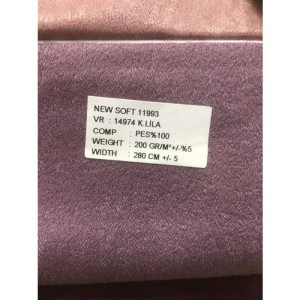 NEW SOFT 11993
VR : 14974 K.LILA
COMP : PES%100
WEIGHT : 200 GR/M²+/-%5
WIDTH : 280 CM +/- 5